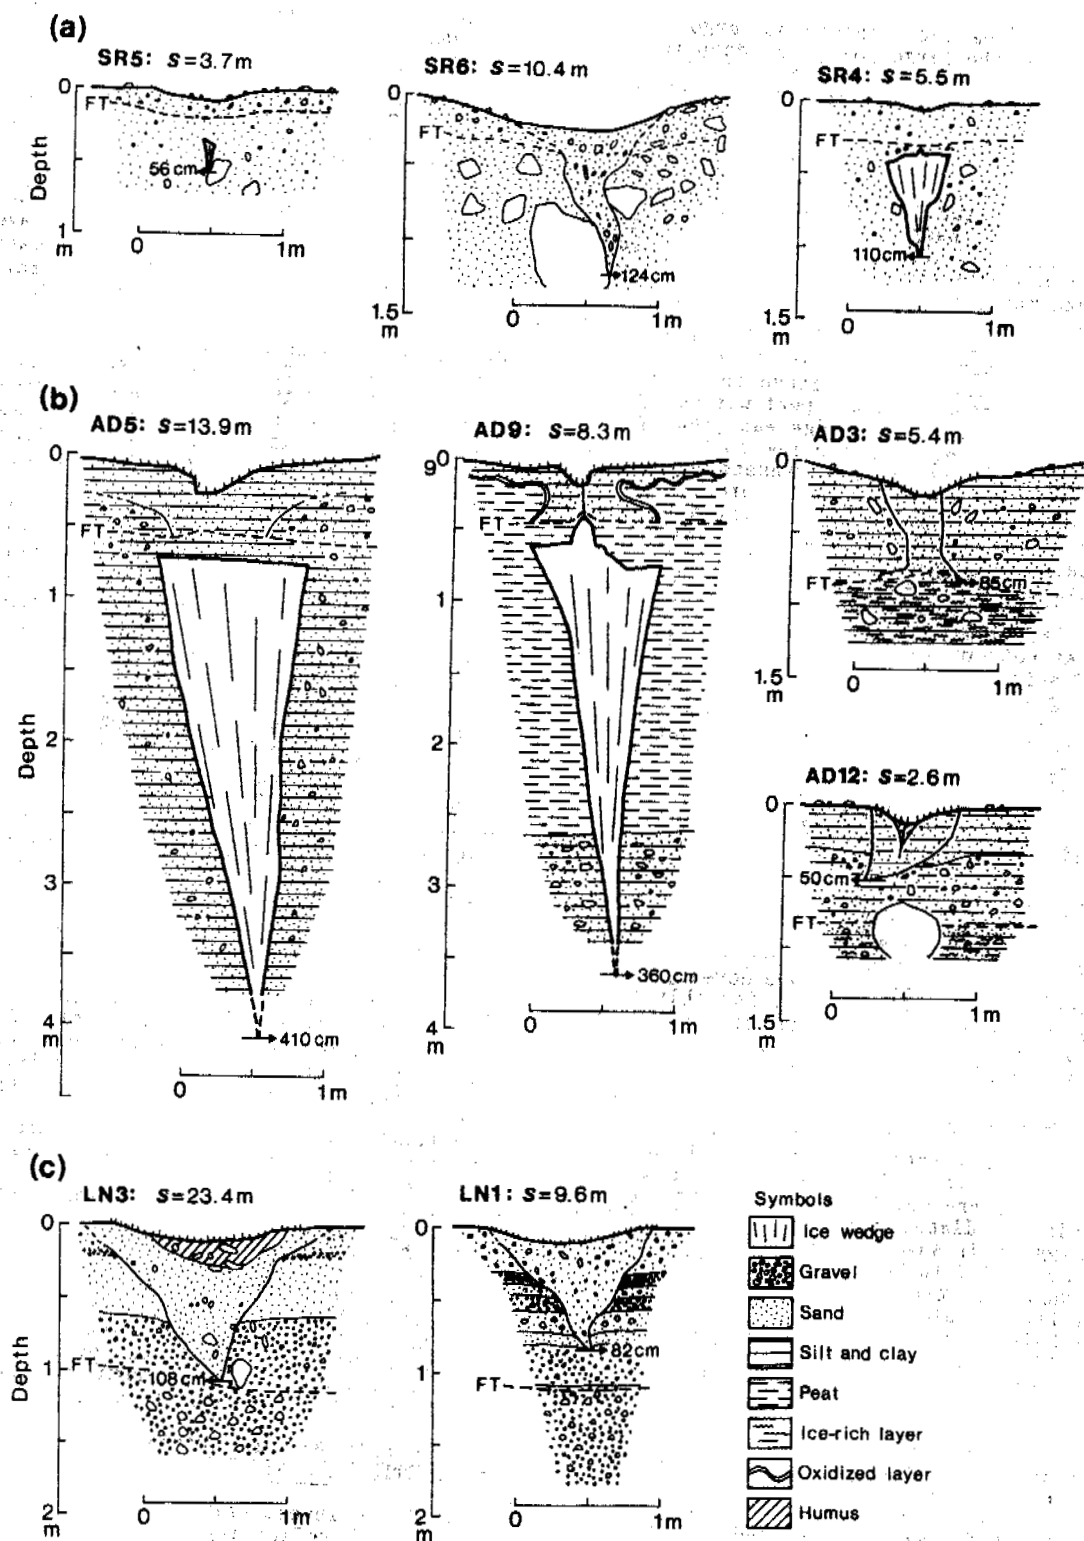 (a)
SR5: S=3.7m
SR6: S=10.4m
SR4: S=5.5m
0
FT
56cm
Depth
1
m
0 1m
0
FT
124cm
1.5
m
0 1m
0
FT
110cm
1.5
m
0 1m
(b)
AD5: S=13.9m
AD9: S=8.3m
AD3: S=5.4m
0
FT
1
Depth
2
3
4
m
410cm
0 1m
90
FT
1
2
3
360cm
4
m
0 1m
0
FT
85cm
1.5
m
0 1m
AD12: S=2.6m
0
50cm
FT
1.5
m
0 1m
(c)
LN3: S=23.4m
LN1: S=9.6m
0
FT
1
108cm
Depth
2
m
0 1m
0
1
82cm
FT
2
m
0 1m
Symbols
Ice wedge
Gravel
Sand
Silt and clay
Peat
Ice-rich layer
Oxidized layer
Humus